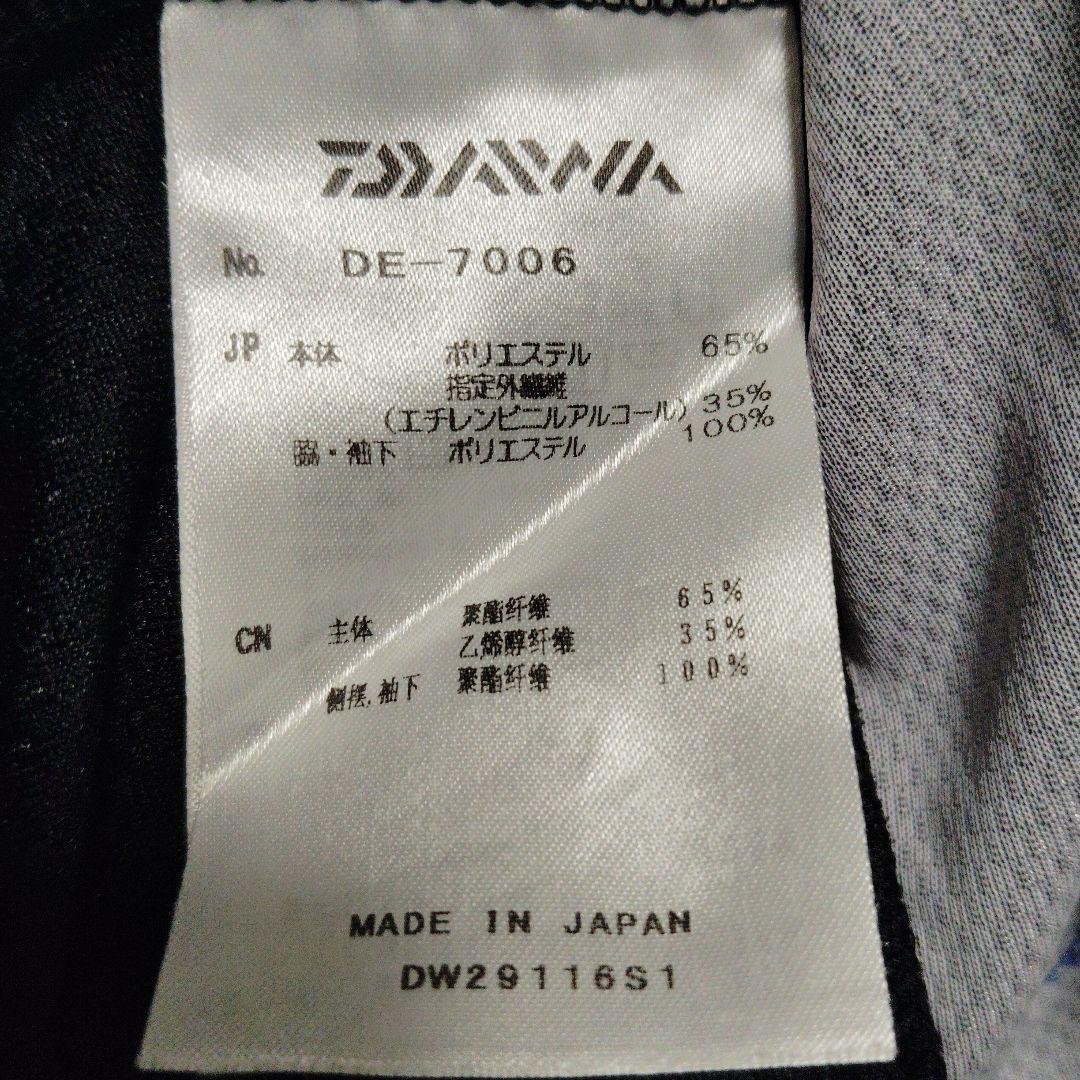 DAIWA
No. DE-7006
JP 本体 ポリエステル 65%
指定外繊維
(エチレンビニルアルコール) 35%
脇・袖下 ポリエステル 100%
CN 主体 聚酯纤维 65%
乙烯醇纤维 35%
侧摆,袖下 聚酯纤维 100%
MADE IN JAPAN
DW29116S1